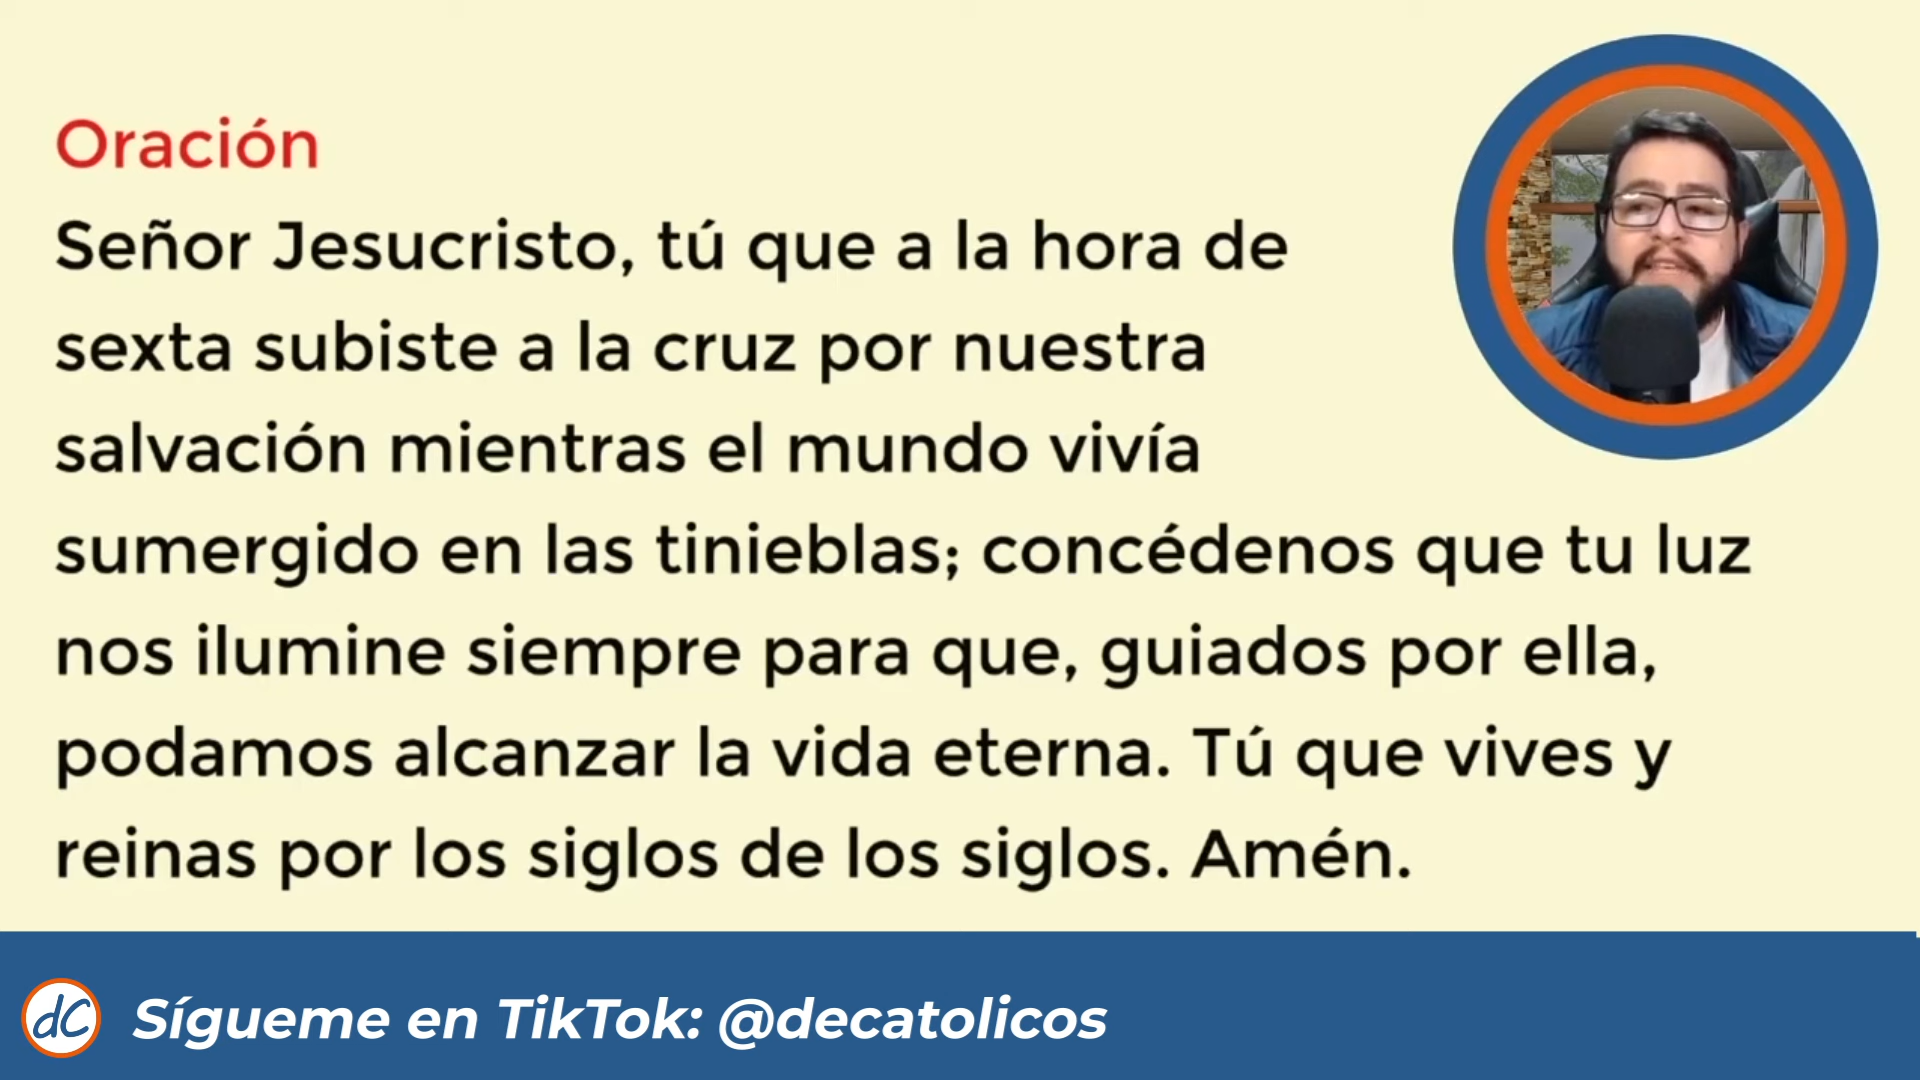 Oración
Señor Jesucristo, tú que a la hora de
sexta subiste a la cruz por nuestra
salvación mientras el mundo vivía
sumergido en las tinieblas; concédenos que tu luz
nos ilumine siempre para que, guiados por ella,
podamos alcanzar la vida eterna. Tú que vives y
reinas por los siglos de los siglos. Amén.
dC Sígueme en TikTok: @decatolicos